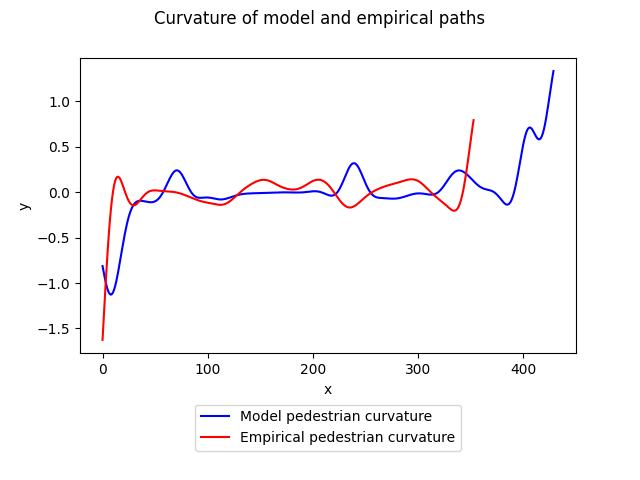 Curvature of model and empirical paths
1.0
0.5
0.0
−0.5
−1.0
−1.5
y
0 100 200 300 400
x
Model pedestrian curvature
Empirical pedestrian curvature